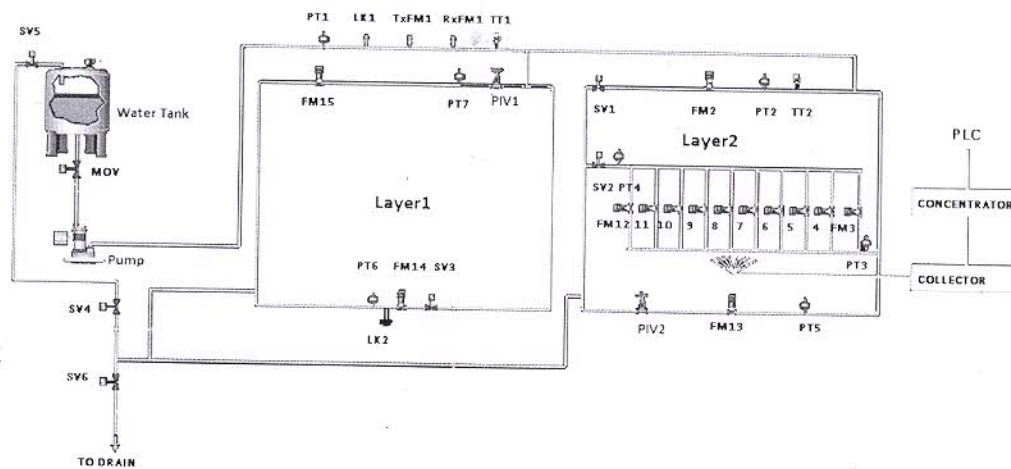 PT1 LK1 TxFM1 RxFM1 TT1
SV5
Water Tank
MOV
Pump
FM15 PT7 PIV1
Layer1
PT6 FM14 SV3
LK2
SV1 FM2 PT2 TT2
Layer2
SV2 PT4
FM12 11 10 9 8 7 6 5 4 FM3
PT3
PIV2 FM13 PT5
PLC
CONCENTRATOR
COLLECTOR
SV4
SV6
TO DRAIN